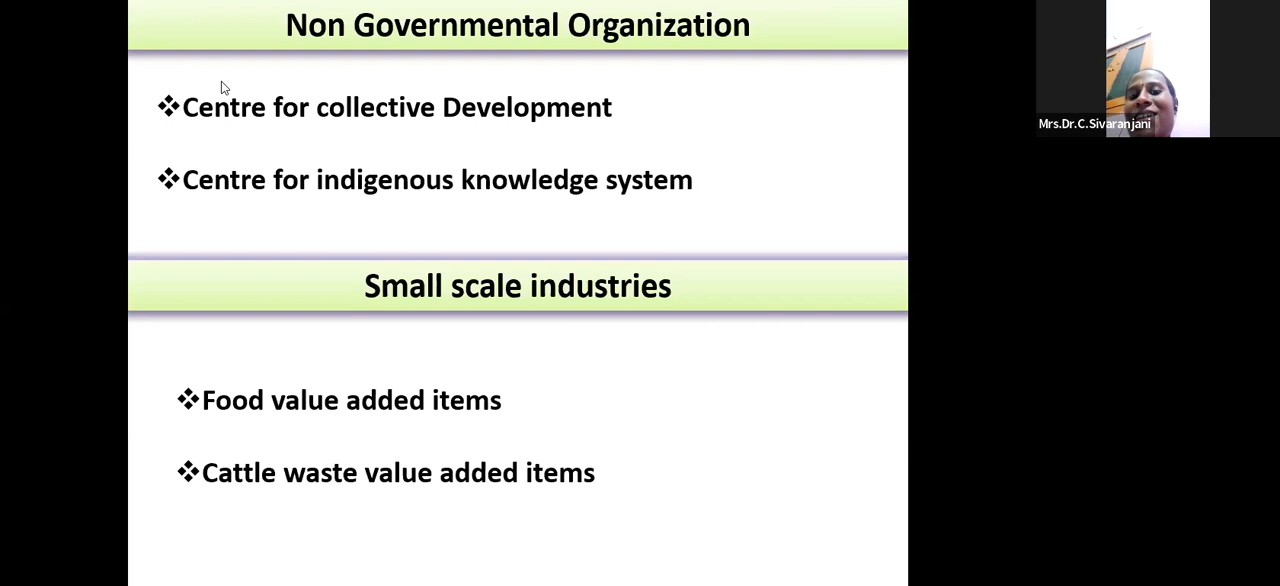 Non Governmental Organization
❖Centre for collective Development
❖Centre for indigenous knowledge system
Small scale industries
❖Food value added items
❖Cattle waste value added items
Mrs.Dr.C.Sivaranjani